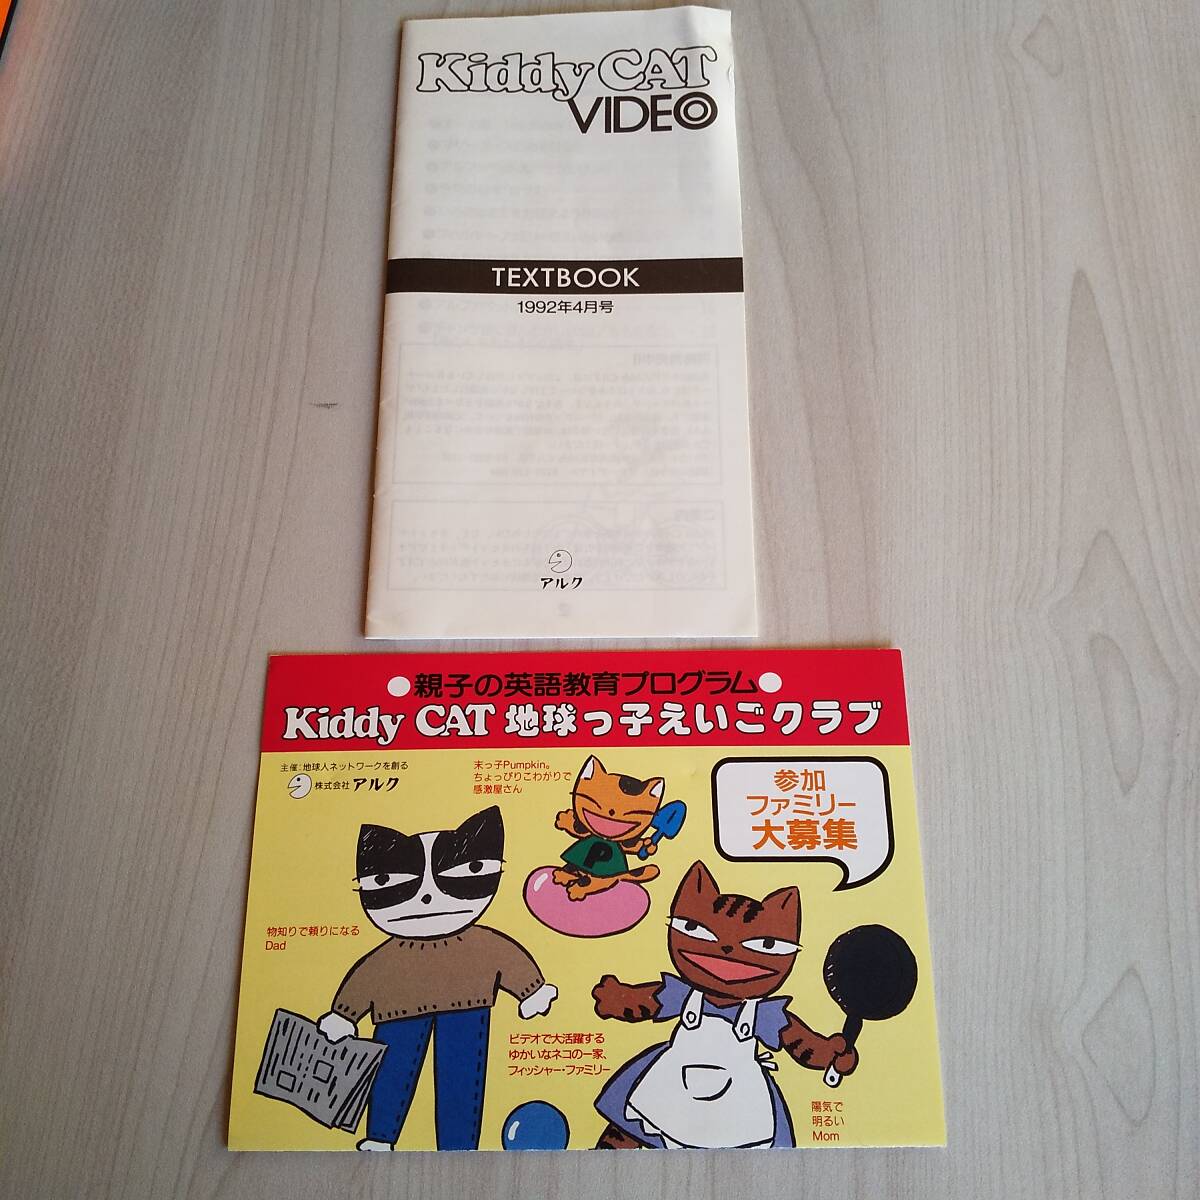 Kiddy CAT
VIDEO
TEXTBOOK
1992年4月号
アルク
●親子の英語教育プログラム●
Kiddy CAT 地球っ子えいごクラブ
主催:地球人ネットワークを創る
株式会社 アルク
末っ子Pumpkin。
ちょっぴりこわがりで
感激屋さん
参加
ファミリー
大募集
P
物知りで頼りになる
Dad
ビデオで大活躍する
ゆかいなネコの一家、
フィッシャー・ファミリー
陽気で
明るい
Mom